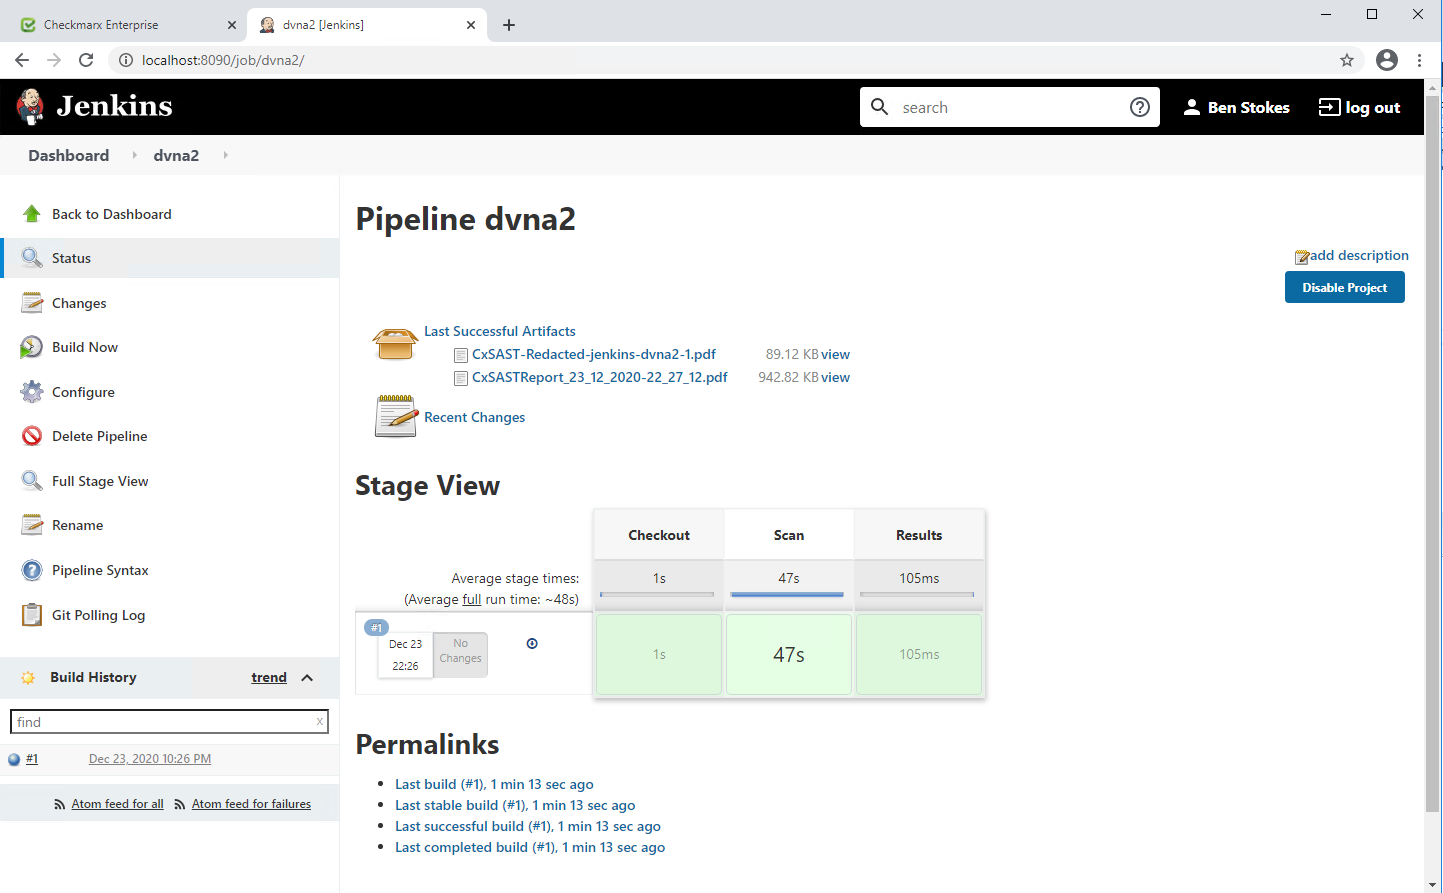 Checkmarx Enterprise
dvna2 [Jenkins]
localhost:8090/job/dvna2/
Jenkins
search
Ben Stokes
log out
Dashboard
dvna2
Back to Dashboard
Status
Changes
Build Now
Configure
Delete Pipeline
Full Stage View
Rename
Pipeline Syntax
Git Polling Log
Build History
trend
find
x
#1
Dec 23, 2020 10:26 PM
Atom feed for all
Atom feed for failures
Pipeline dvna2
add description
Disable Project
Last Successful Artifacts
CxSAST-Redacted-jenkins-dvna2-1.pdf 89.12 KB view
CxSASTReport_23_12_2020-22_27_12.pdf 942.82 KB view
Recent Changes
Stage View
Checkout Scan Results
Average stage times: 1s 47s 105ms
(Average full run time: ~48s)
#1
Dec 23
22:26
No
Changes
1s 47s 105ms
Permalinks
Last build (#1), 1 min 13 sec ago
Last stable build (#1), 1 min 13 sec ago
Last successful build (#1), 1 min 13 sec ago
Last completed build (#1), 1 min 13 sec ago